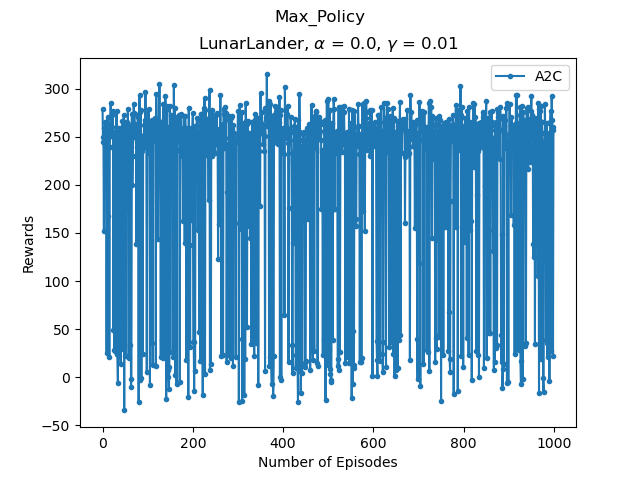 Max_Policy
LunarLander, α = 0.0, γ = 0.01
A2C
Rewards
300
250
200
150
100
50
0
−50
0 200 400 600 800 1000
Number of Episodes